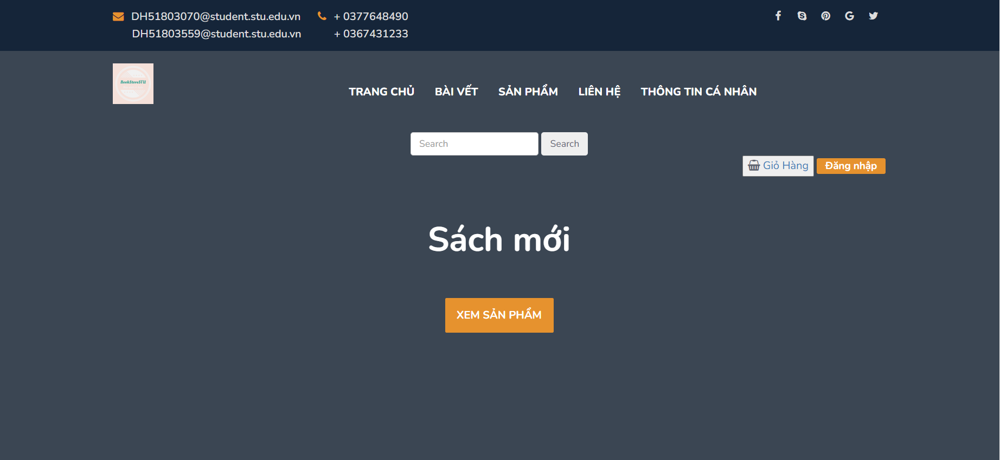 DH51803070@student.stu.edu.vn
+ 0377648490
DH51803559@student.stu.edu.vn
+ 0367431233
BookStoreSTU
TRANG CHỦ
BÀI VẾT
SẢN PHẨM
LIÊN HỆ
THÔNG TIN CÁ NHÂN
Search
Search
Giỏ Hàng
Đăng nhập
Sách mới
XEM SẢN PHẨM